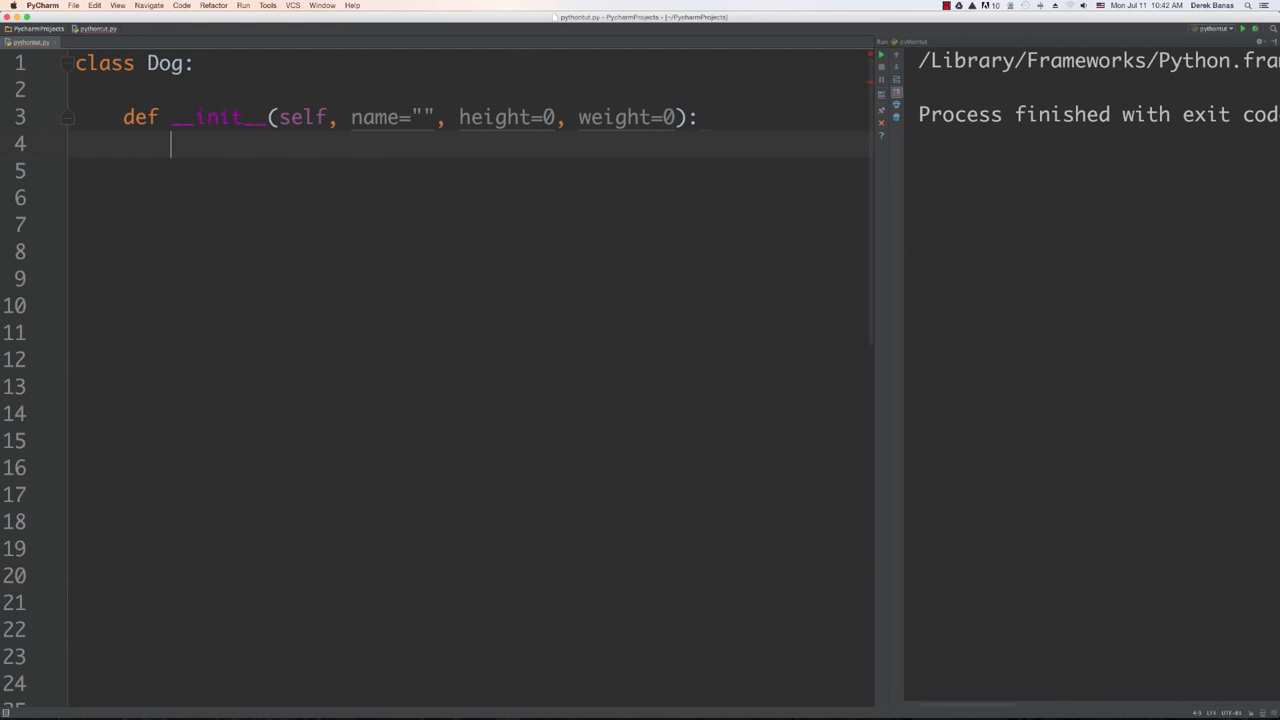 PyCharm File Edit View Navigate Code Refactor Run Tools VCS Window Help 10 Mon Jul 11 10:42 AM Derek Banas
pythontut.py - PycharmProjects - [~/PycharmProjects]
PycharmProjects pythontut.py pythontut
pythontut.py Run: pythontut
1 class Dog:
2
3 def __init__(self, name="", height=0, weight=0):
4
5
6
7
8
9
10
11
12
13
14
15
16
17
18
19
20
21
22
23
24
/Library/Frameworks/Python.fra
Process finished with exit cod
4:9 LF÷ UTF-8÷